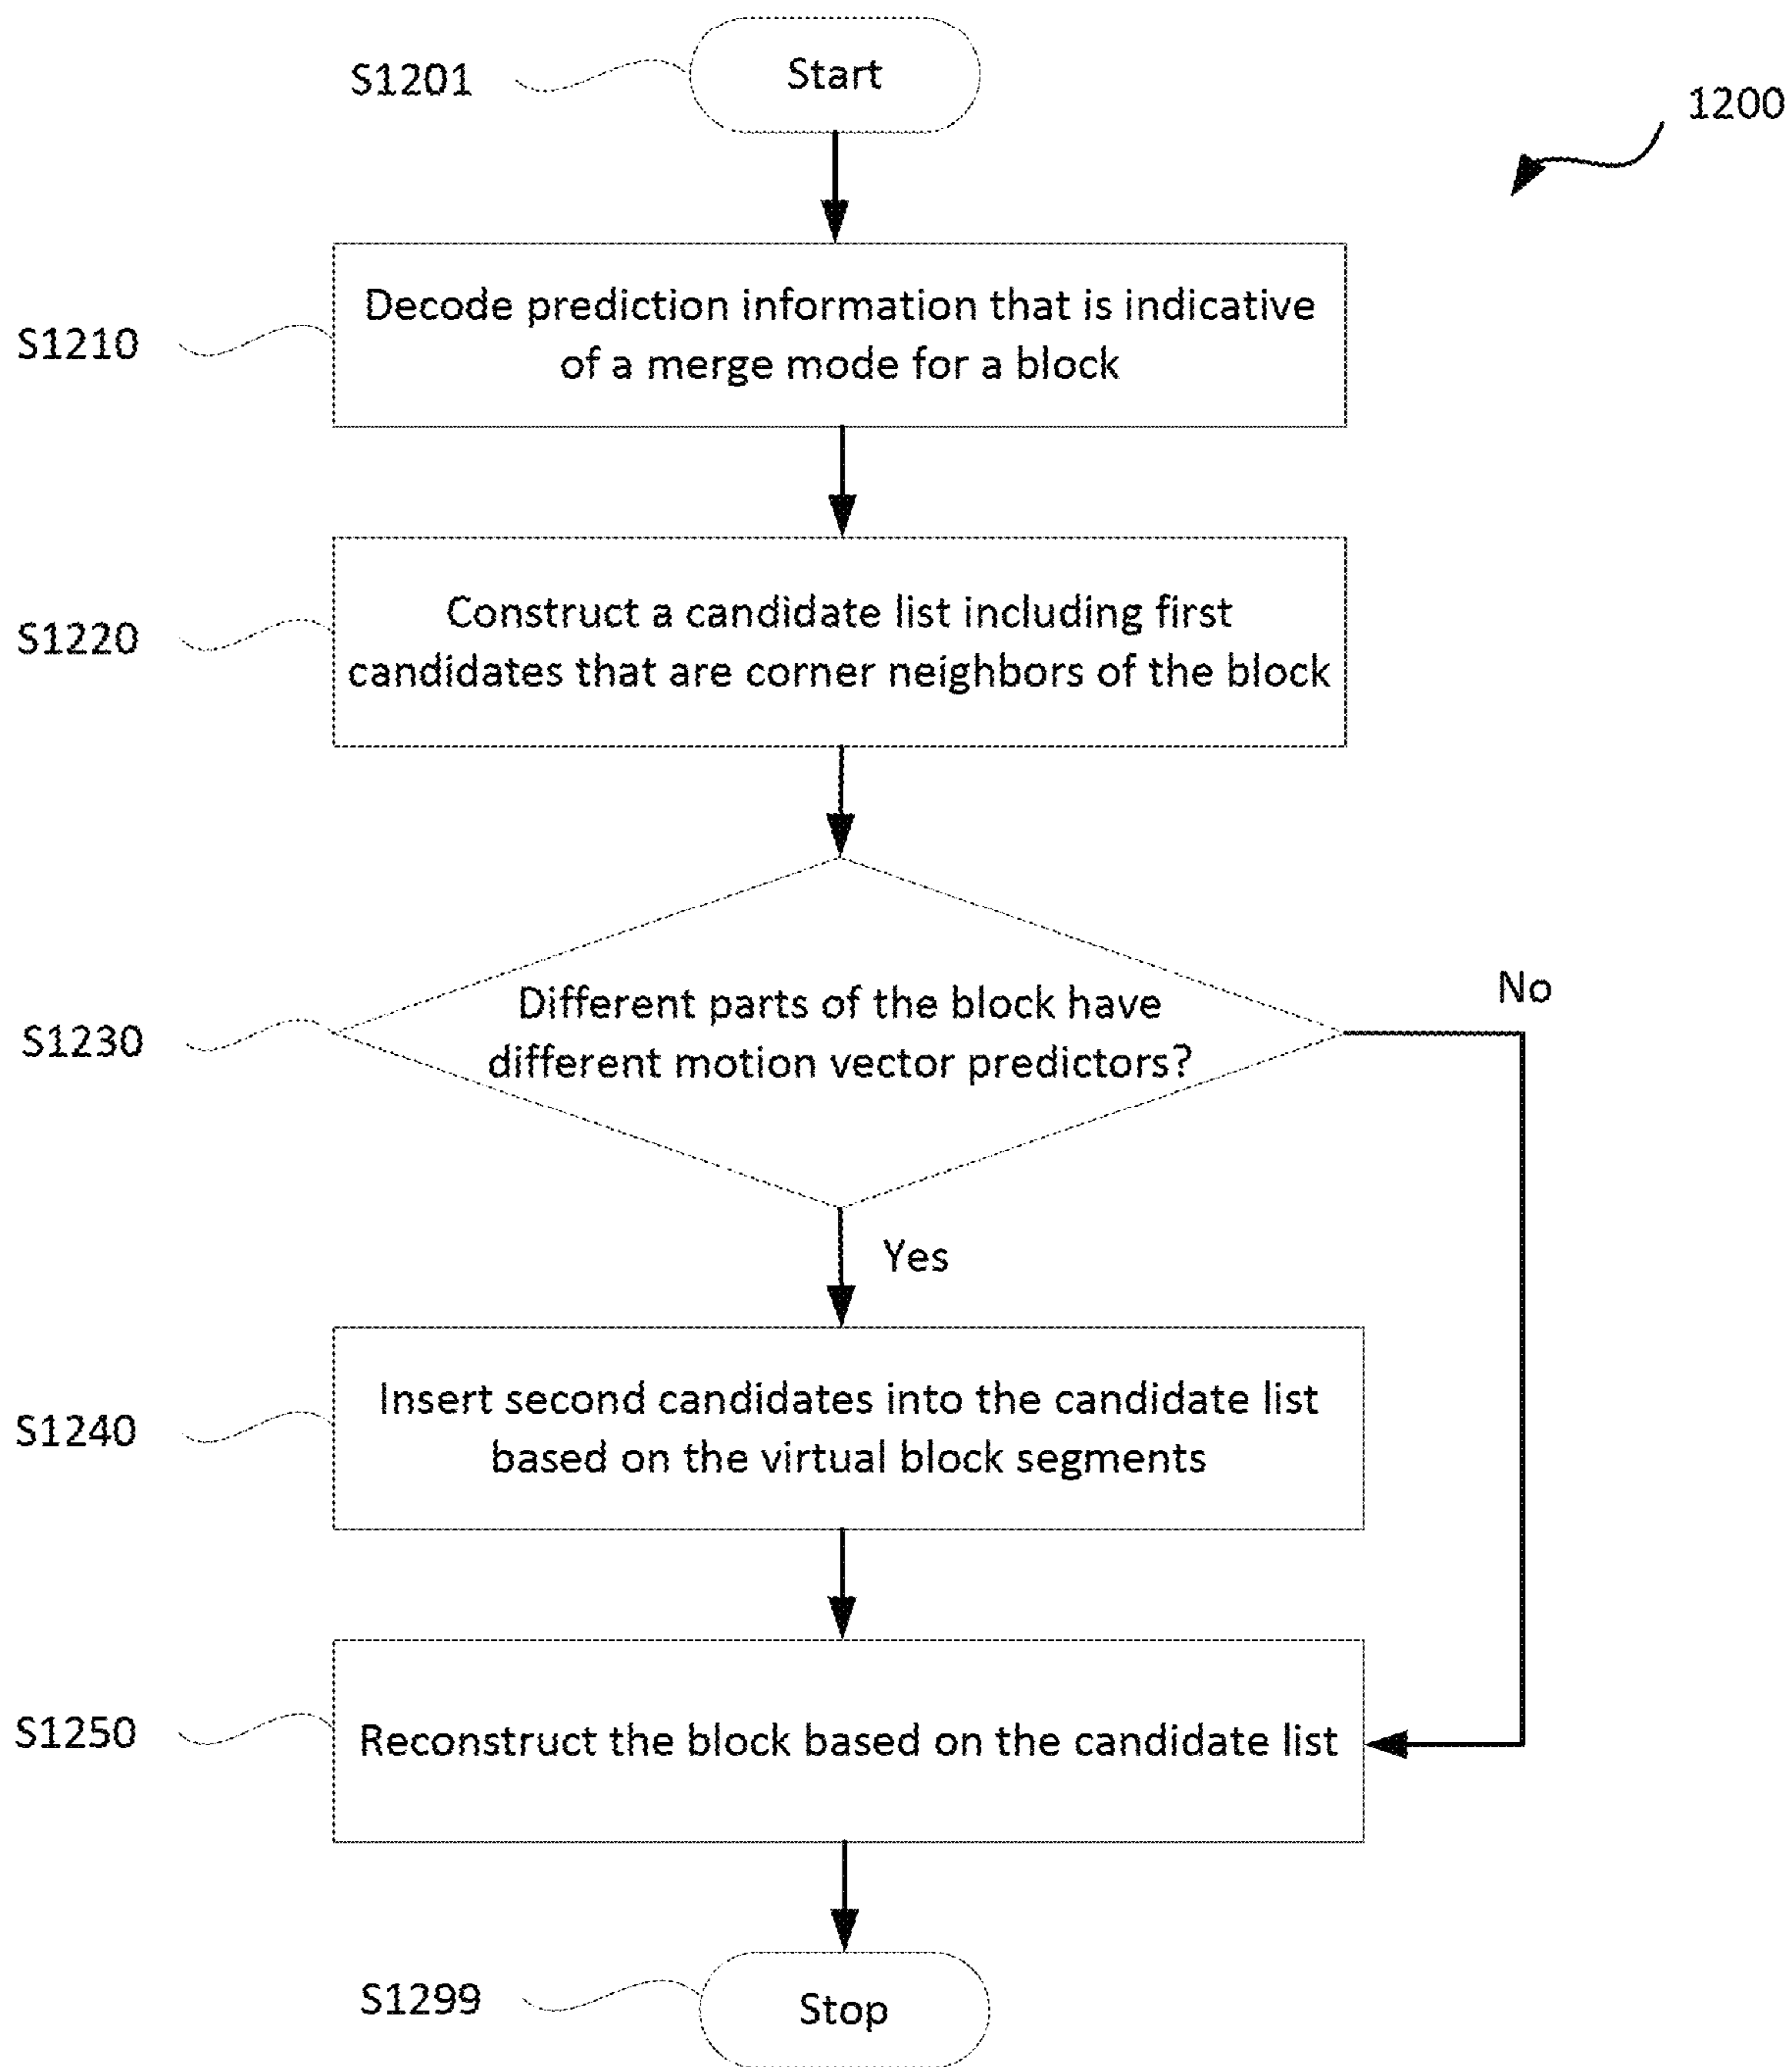 S1201
Start
1200
S1210
Decode prediction information that is indicative
of a merge mode for a block
S1220
Construct a candidate list including first
candidates that are corner neighbors of the block
S1230
Different parts of the block have
different motion vector predictors?
No
Yes
S1240
Insert second candidates into the candidate list
based on the virtual block segments
S1250
Reconstruct the block based on the candidate list
S1299
Stop